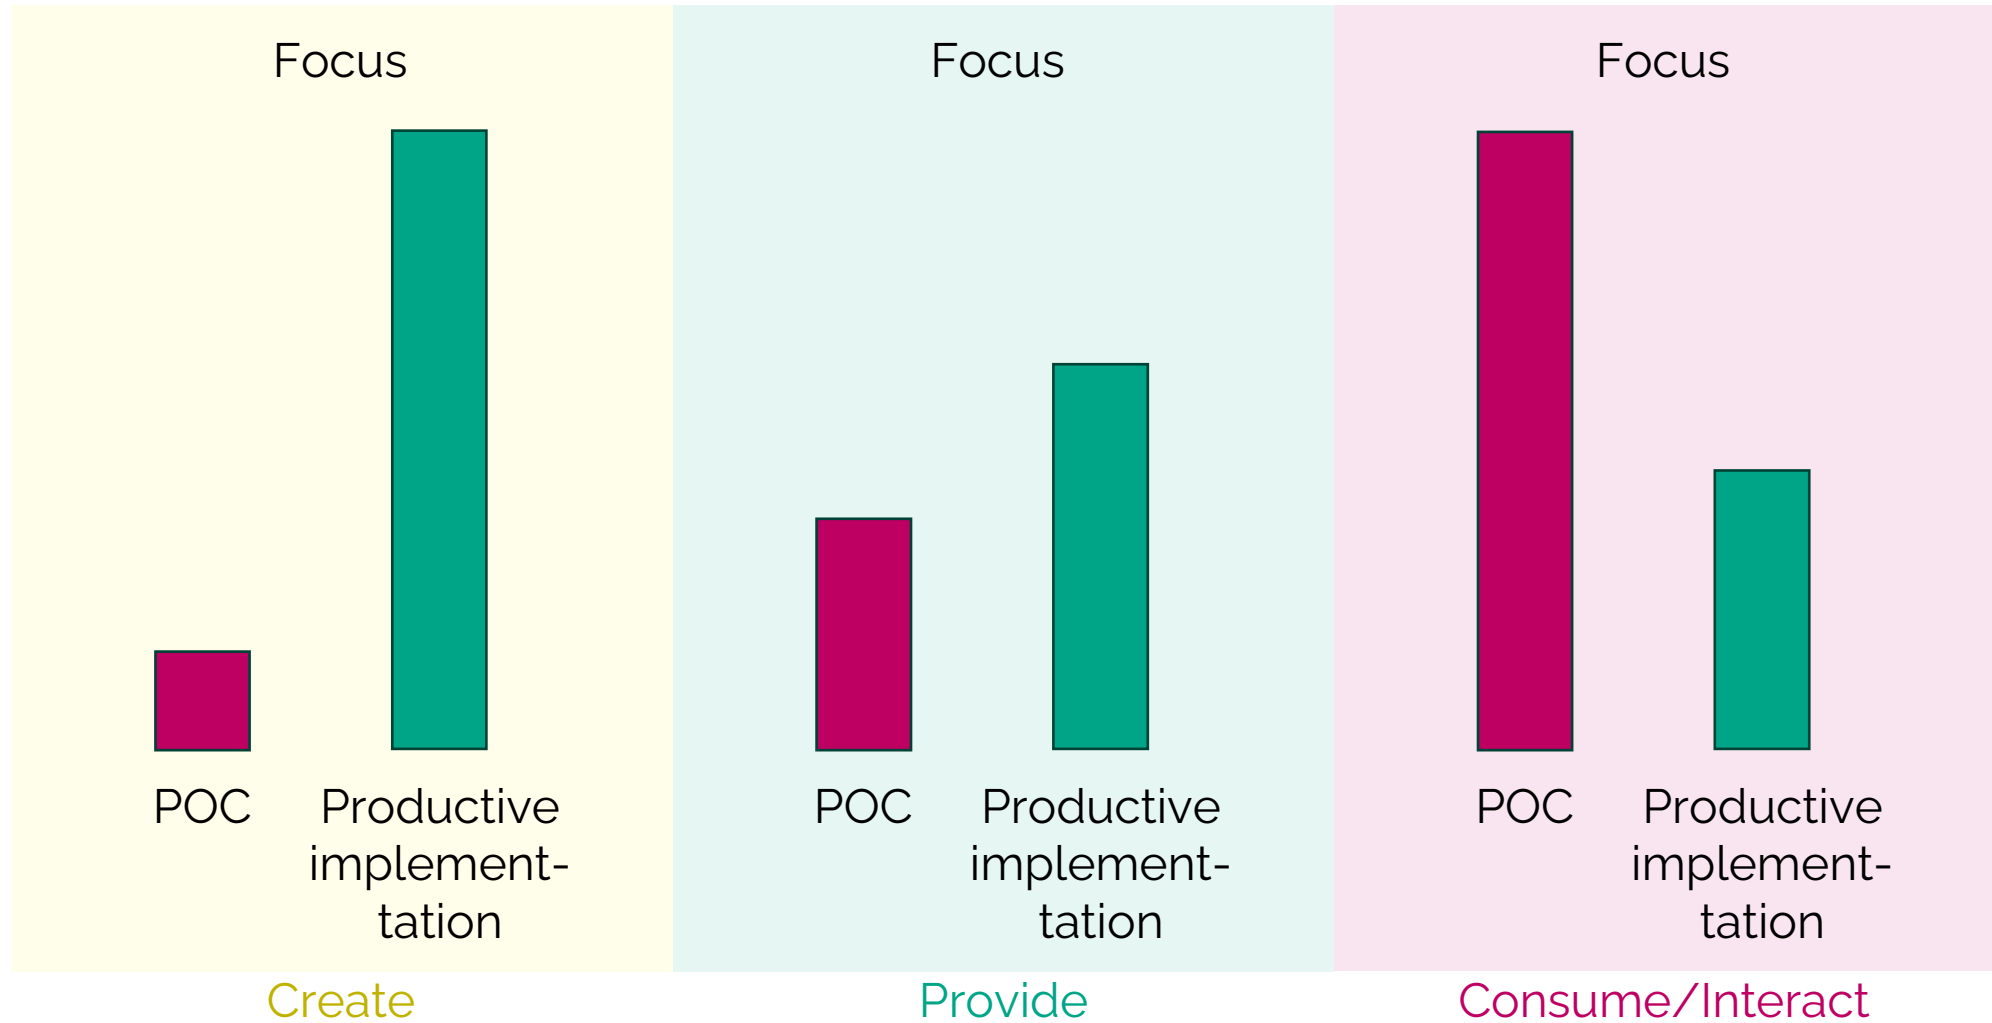 Focus
POC
Productive
implement-
tation
Create
Focus
POC
Productive
implement-
tation
Provide
Focus
POC
Productive
implement-
tation
Consume/Interact